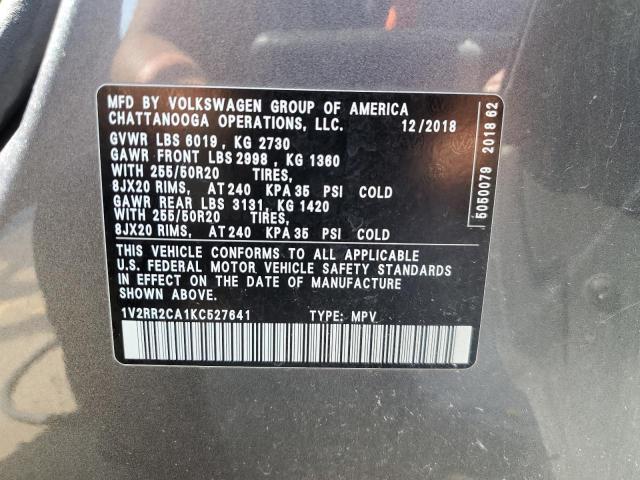 MFD BY VOLKSWAGEN GROUP OF AMERICA
CHATTANOOGA OPERATIONS, LLC. 12/2018
GVWR LBS 6019 , KG 2730
GAWR FRONT LBS 2998 , KG 1360
WITH 255/50R20 TIRES,
8JX20 RIMS, AT 240 KPA 35 PSI COLD
GAWR REAR LBS 3131, KG 1420
WITH 255/50R20 TIRES,
8JX20 RIMS, AT 240 KPA 35 PSI COLD
THIS VEHICLE CONFORMS TO ALL APPLICABLE
U.S. FEDERAL MOTOR VEHICLE SAFETY STANDARDS
IN EFFECT ON THE DATE OF MANUFACTURE
SHOWN ABOVE.
1V2RR2CA1KC527641 TYPE: MPV
5050079 2018 62